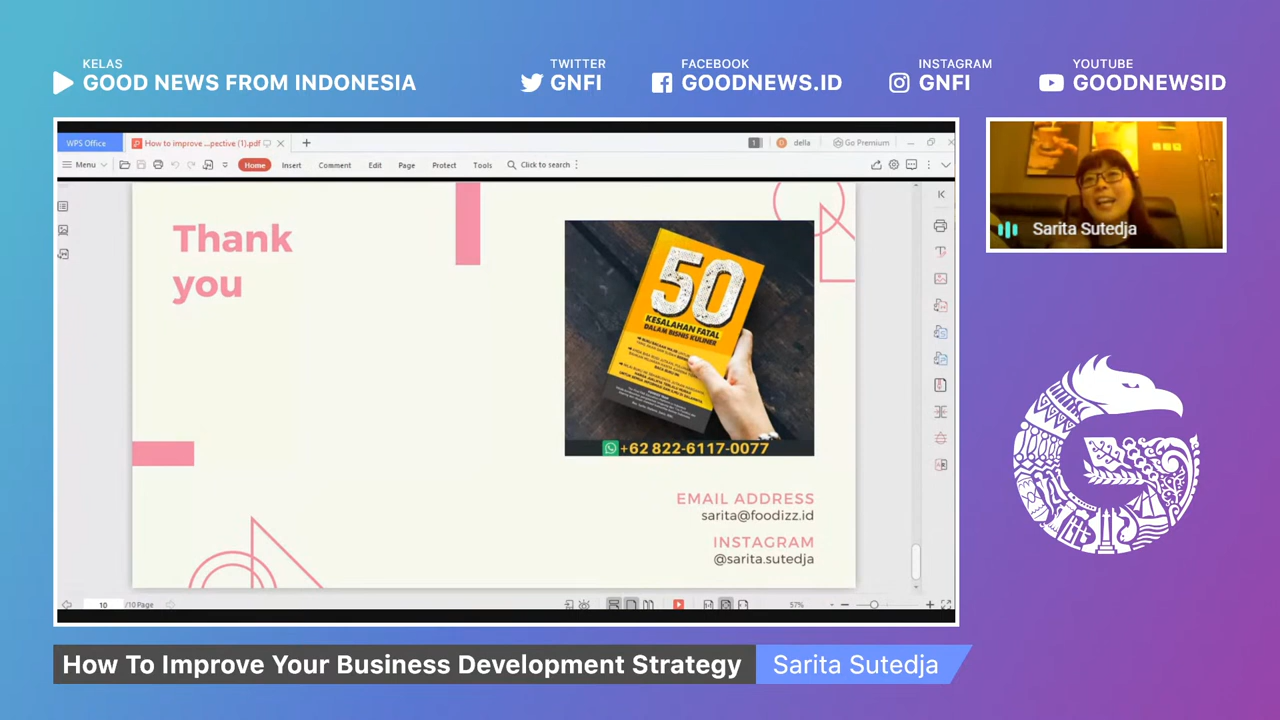 KELAS
GOOD NEWS FROM INDONESIA
TWITTER
GNFI
FACEBOOK
GOODNEWS.ID
INSTAGRAM
GNFI
YOUTUBE
GOODNEWSID
WPS Office
How to improve ...pective (1).pdf
1
della
Go Premium
Menu
Home
Insert
Comment
Edit
Page
Protect
Tools
Click to search
Thank
you
50
KESALAHAN FATAL
DALAM BISNIS KULINER
+62 822-6117-0077
EMAIL ADDRESS
sarita@foodizz.id
INSTAGRAM
@sarita.sutedja
10
/10 Page
57%
Sarita Sutedja
How To Improve Your Business Development Strategy
Sarita Sutedja